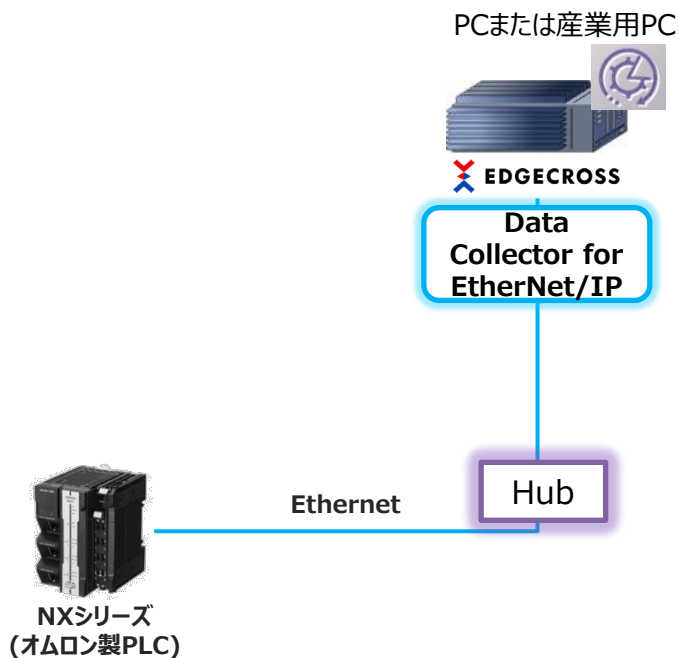 PCまたは産業用PC
EDGECROSS
Data
Collector for
EtherNet/IP
Hub
Ethernet
NXシリーズ
(オムロン製PLC)